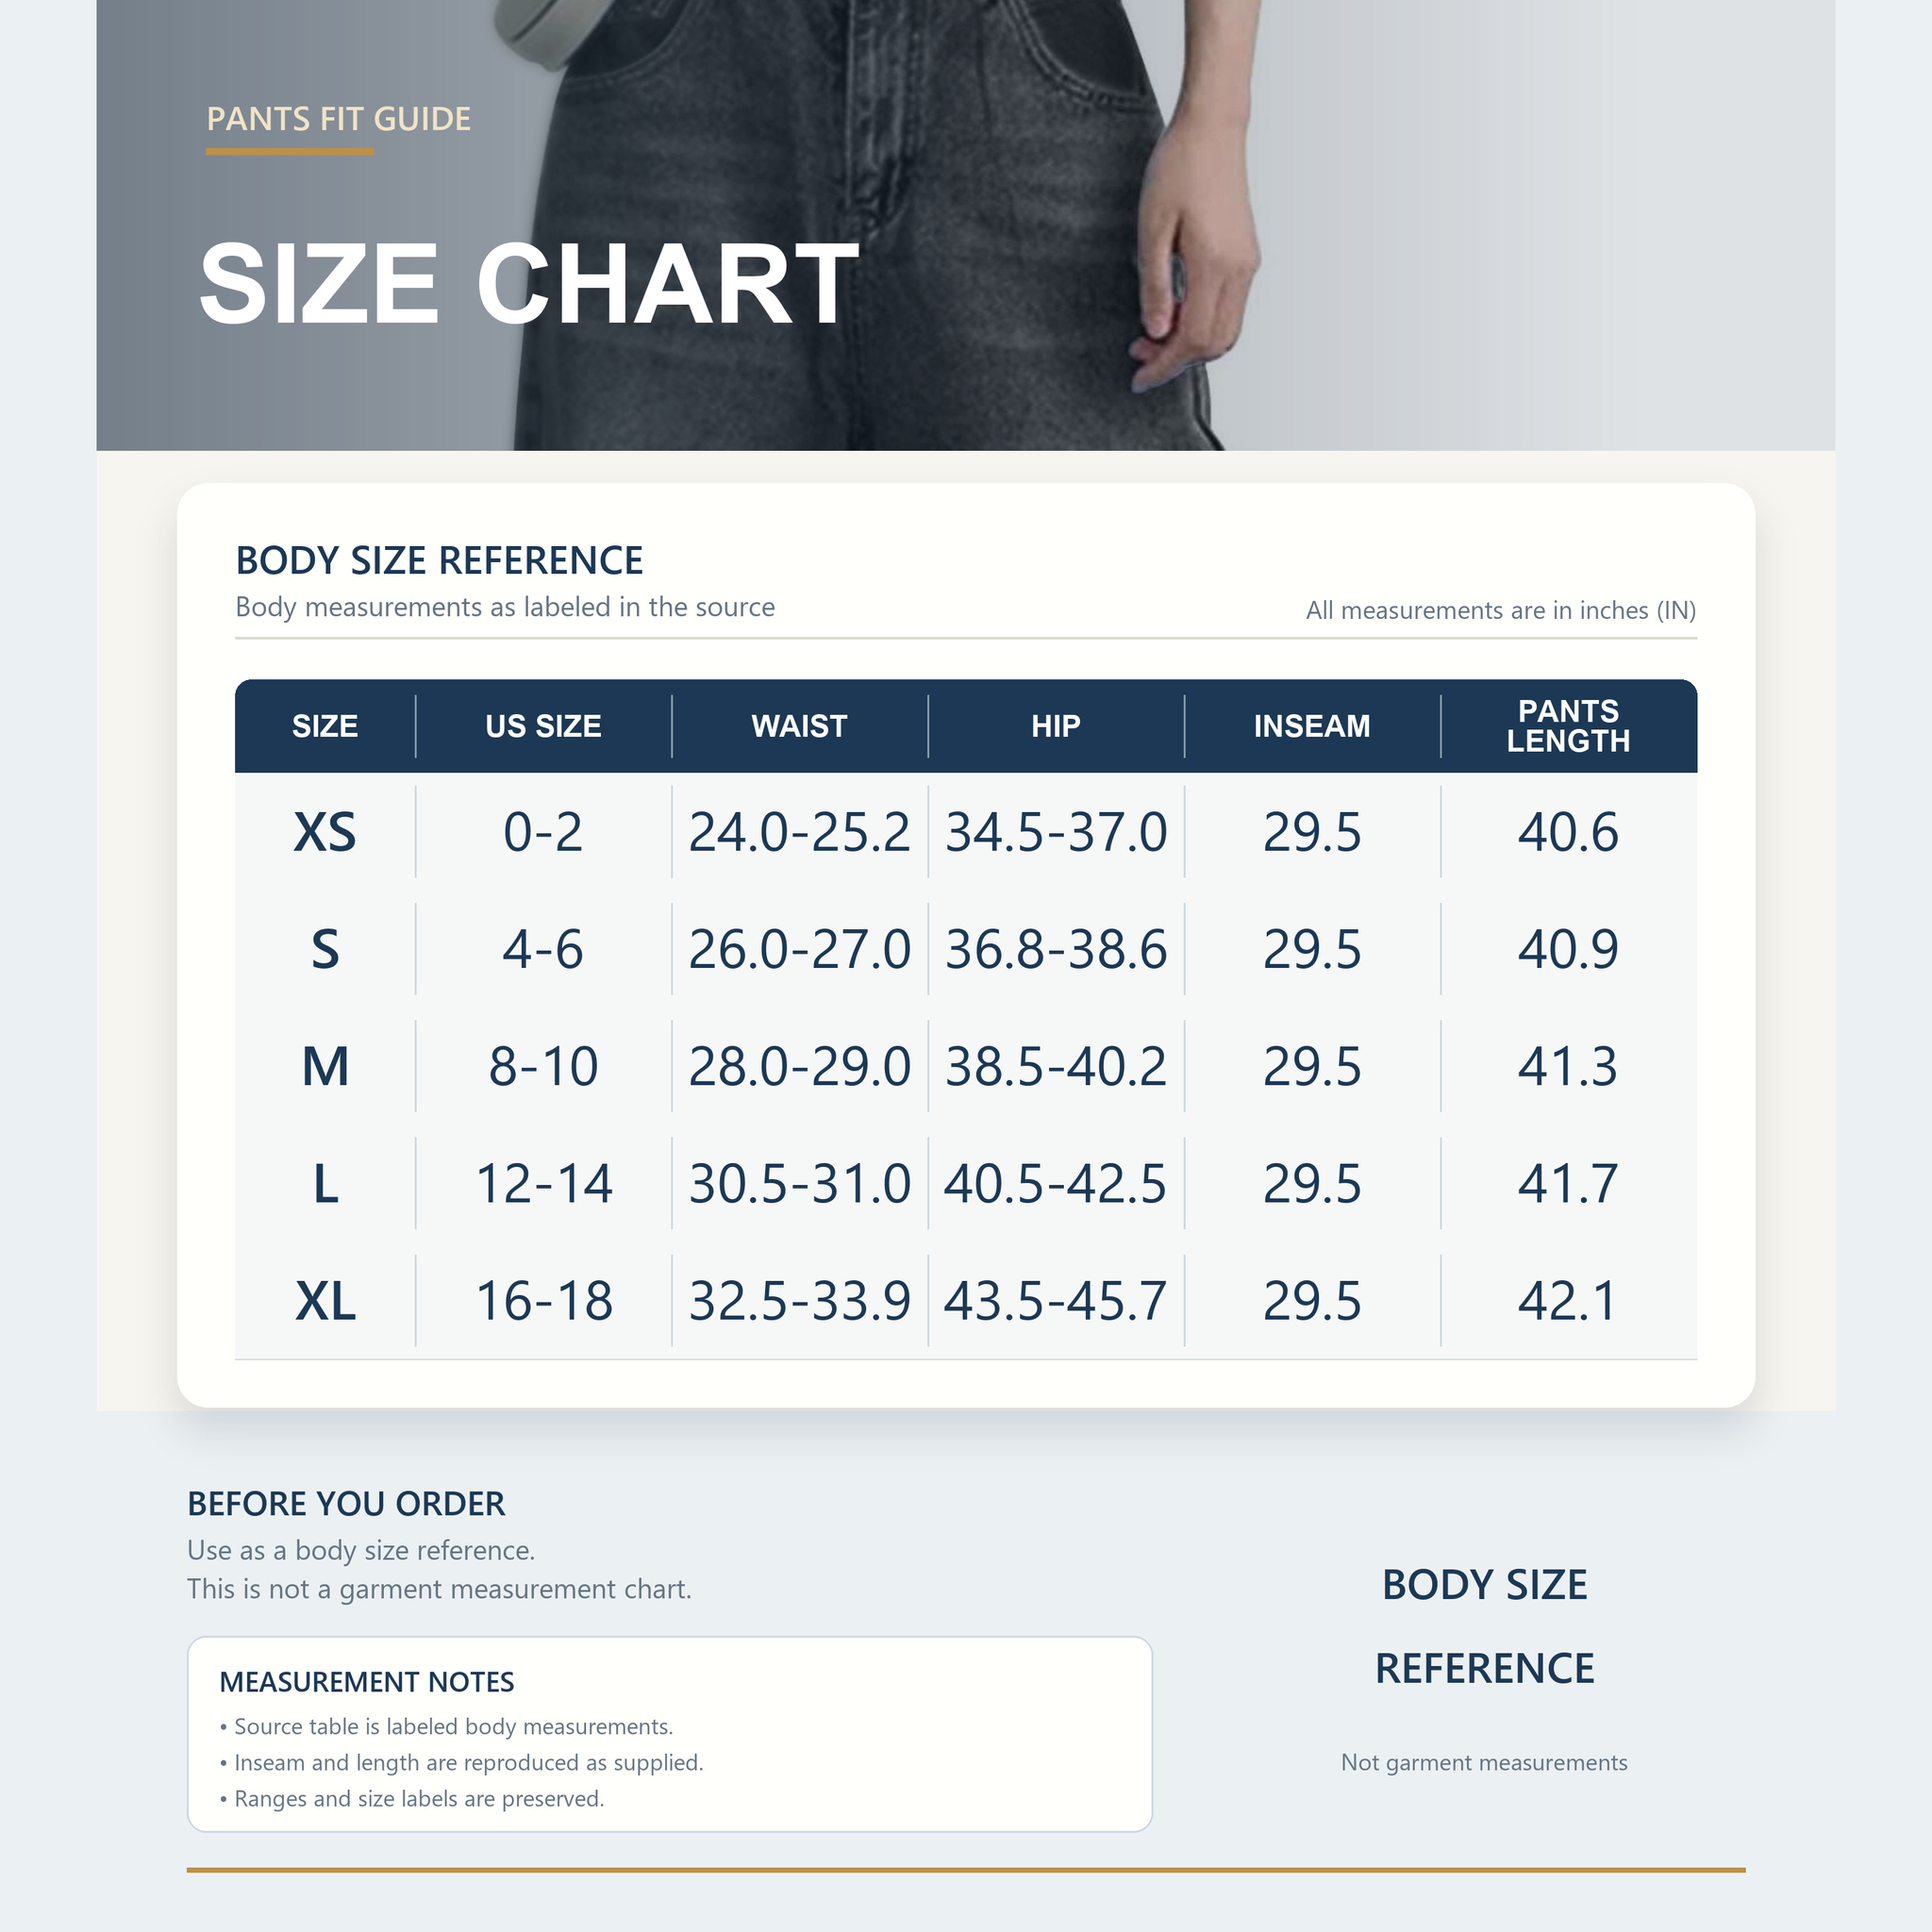 PANTS FIT GUIDE
SIZE CHART
BODY SIZE REFERENCE
Body measurements as labeled in the source
All measurements are in inches (IN)
SIZE US SIZE WAIST HIP INSEAM PANTS LENGTH
XS 0-2 24.0-25.2 34.5-37.0 29.5 40.6
S 4-6 26.0-27.0 36.8-38.6 29.5 40.9
M 8-10 28.0-29.0 38.5-40.2 29.5 41.3
L 12-14 30.5-31.0 40.5-42.5 29.5 41.7
XL 16-18 32.5-33.9 43.5-45.7 29.5 42.1
BEFORE YOU ORDER
Use as a body size reference.
This is not a garment measurement chart.
MEASUREMENT NOTES
• Source table is labeled body measurements.
• Inseam and length are reproduced as supplied.
• Ranges and size labels are preserved.
BODY SIZE
REFERENCE
Not garment measurements